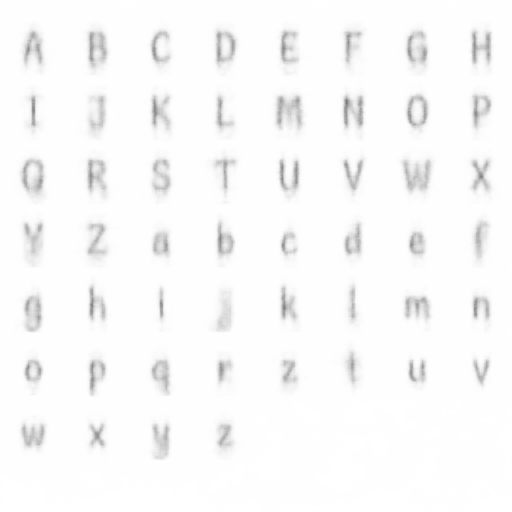 A B C D E F G H
I J K L M N O P
Q R S T U V W X
Y Z a b c d e f
g h i j k l m n
o p q r z t u v
w x y z